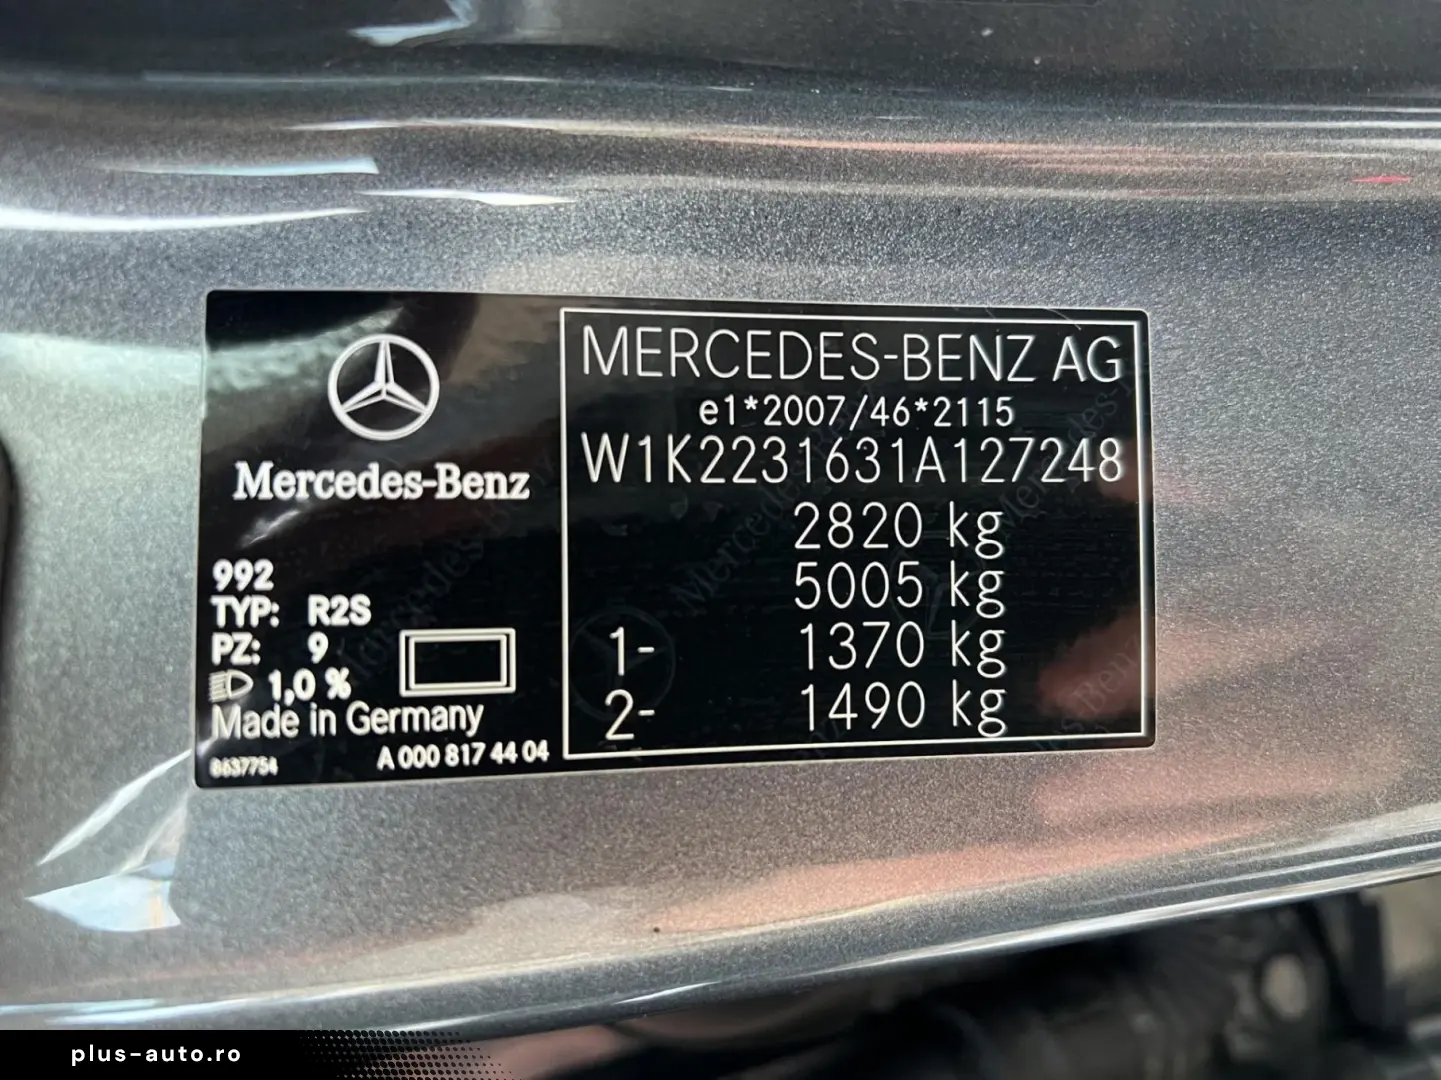 Mercedes-Benz
992
TYP: R2S
PZ: 9
1,0 %
Made in Germany
8637754
A 000 817 44 04
MERCEDES-BENZ AG
e1*2007/46*2115
W1K2231631A127248
2820 kg
5005 kg
1- 1370 kg
2- 1490 kg
plus-auto.ro